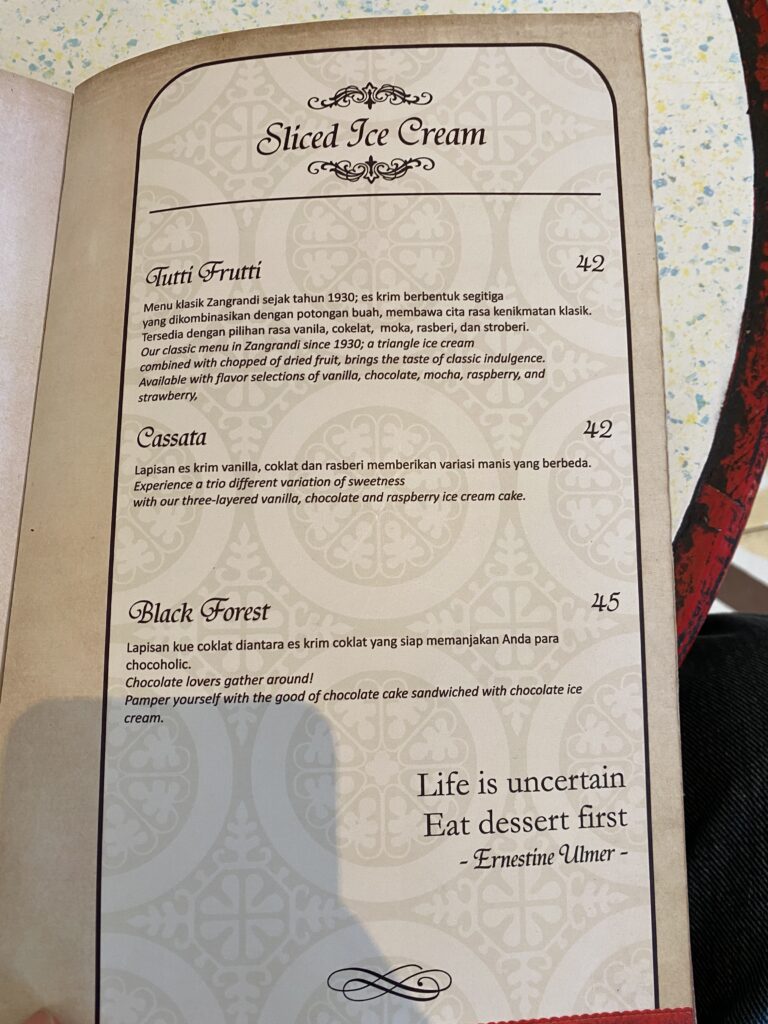 Sliced Ice Cream
Tutti Frutti 42
Menu klasik Zangrandi sejak tahun 1930; es krim berbentuk segitiga
yang dikombinasikan dengan potongan buah, membawa cita rasa kenikmatan klasik.
Tersedia dengan pilihan rasa vanila, cokelat, moka, rasberi, dan stroberi.
Our classic menu in Zangrandi since 1930; a triangle ice cream
combined with chopped of dried fruit, brings the taste of classic indulgence.
Available with flavor selections of vanilla, chocolate, mocha, raspberry, and
strawberry,
Cassata 42
Lapisan es krim vanilla, coklat dan rasberi memberikan variasi manis yang berbeda.
Experience a trio different variation of sweetness
with our three-layered vanilla, chocolate and raspberry ice cream cake.
Black Forest 45
Lapisan kue coklat diantara es krim coklat yang siap memanjakan Anda para
chocoholic.
Chocolate lovers gather around!
Pamper yourself with the good of chocolate cake sandwiched with chocolate ice
cream.
Life is uncertain
Eat dessert first
- Ernestine Ulmer -